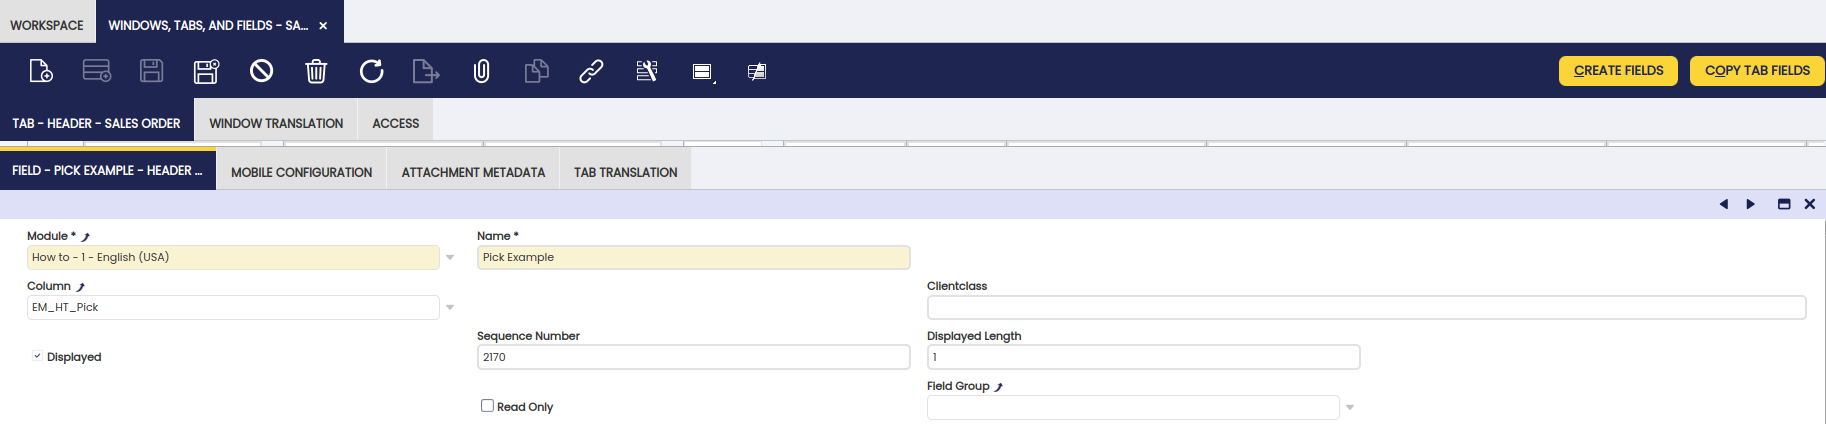 WORKSPACE
WINDOWS, TABS, AND FIELDS - SA...
CREATE FIELDS
COPY TAB FIELDS
TAB - HEADER - SALES ORDER
WINDOW TRANSLATION
ACCESS
FIELD - PICK EXAMPLE - HEADER ...
MOBILE CONFIGURATION
ATTACHMENT METADATA
TAB TRANSLATION
Module *
Name *
How to - 1 - English (USA)
Pick Example
Column
Clientclass
EM_HT_Pick
Sequence Number
Displayed Length
Displayed
2170
1
Field Group
Read Only